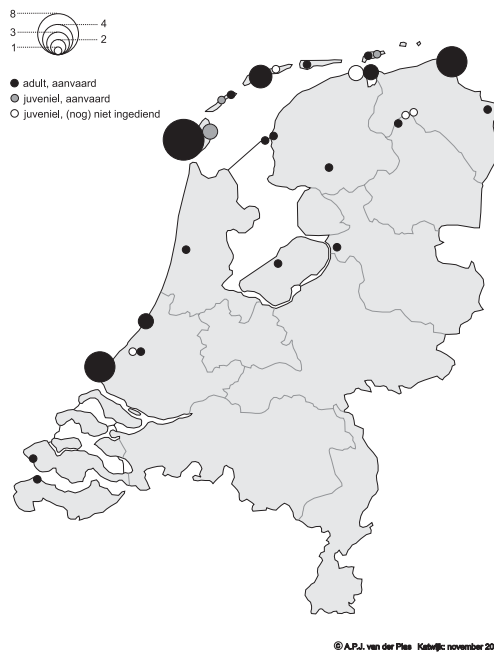 8
4
3
2
1
adult, aanvaard
juveniel, aanvaard
juveniel, (nog) niet ingediend
© A.P.J. van der Plas Katwijk: november 20